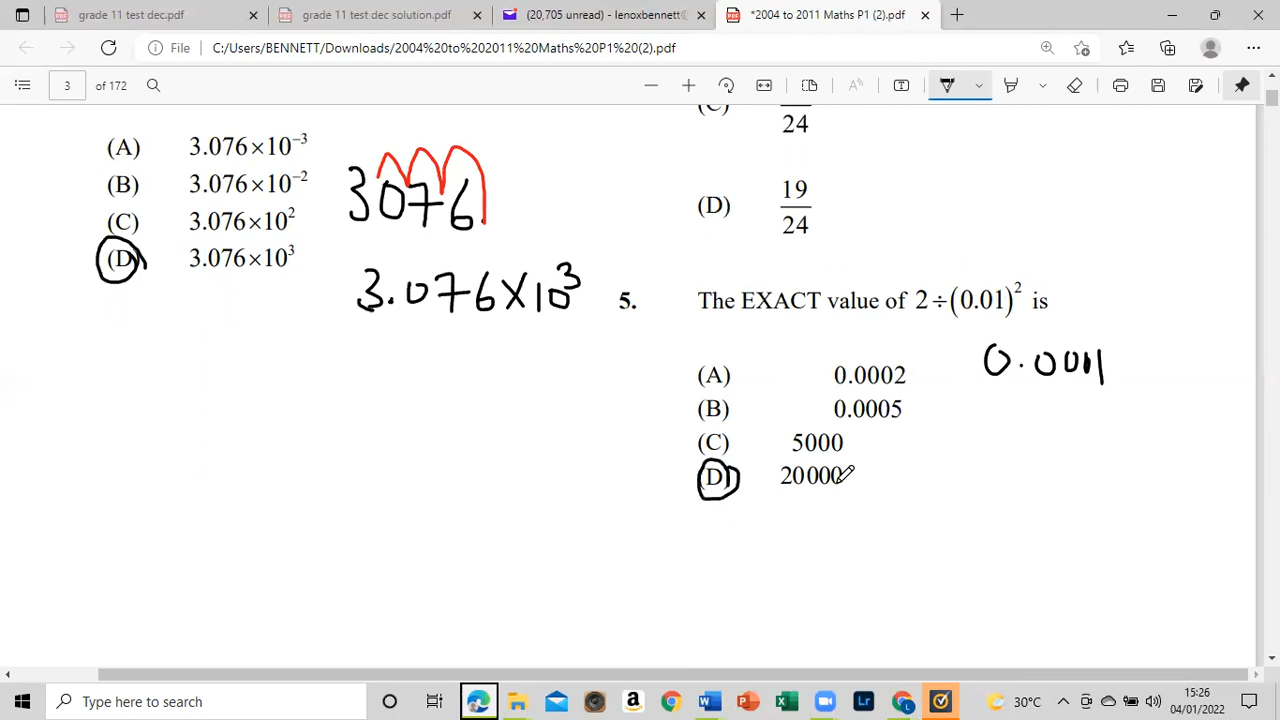 grade 11 test dec.pdf
grade 11 test dec solution.pdf
(20,705 unread) - lenoxbennett
*2004 to 2011 Maths P1 (2).pdf
File
C:/Users/BENNETT/Downloads/2004%20to%202011%20Maths%20P1%20(2).pdf
3
of 172
(A) 3.076×10⁻³
(B) 3.076×10⁻²
(C) 3.076×10²
(D) 3.076×10³
3076.
3.076×10³
24
(D) 19/24
5. The EXACT value of 2÷(0.01)² is
0.0001
(A) 0.0002
(B) 0.0005
(C) 5000
(D) 20000
Type here to search
30°C
15:26
04/01/2022